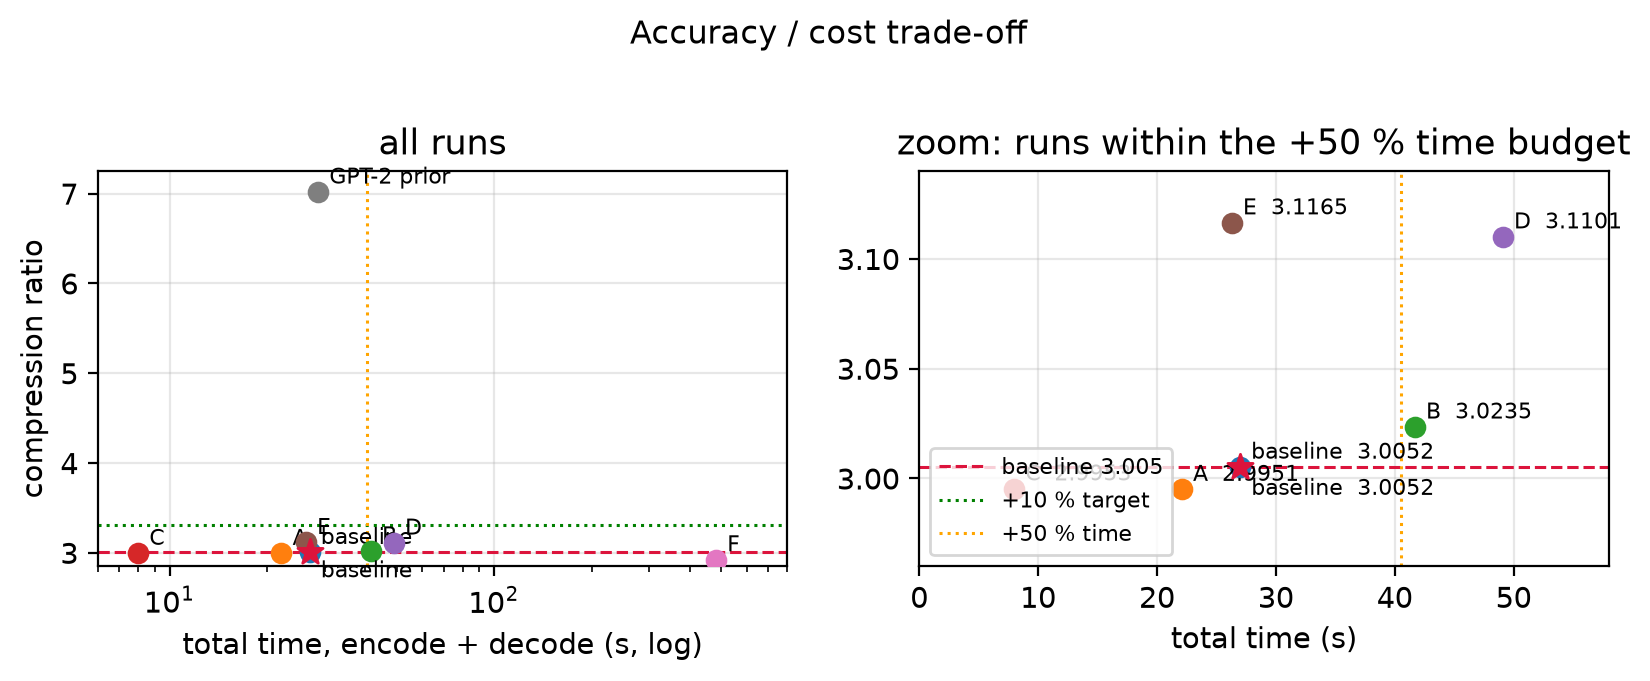 Accuracy / cost trade-off
all runs
compression ratio
7
6
5
4
3
GPT-2 prior
C
A
E
baseline
baseline
B
D
F
10¹
10²
total time, encode + decode (s, log)
zoom: runs within the +50 % time budget
3.10
3.05
3.00
E 3.1165
D 3.1101
B 3.0235
baseline 3.0052
A 2.9951
baseline 3.0052
C
baseline 3.005
+10 % target
+50 % time
0
10
20
30
40
50
total time (s)